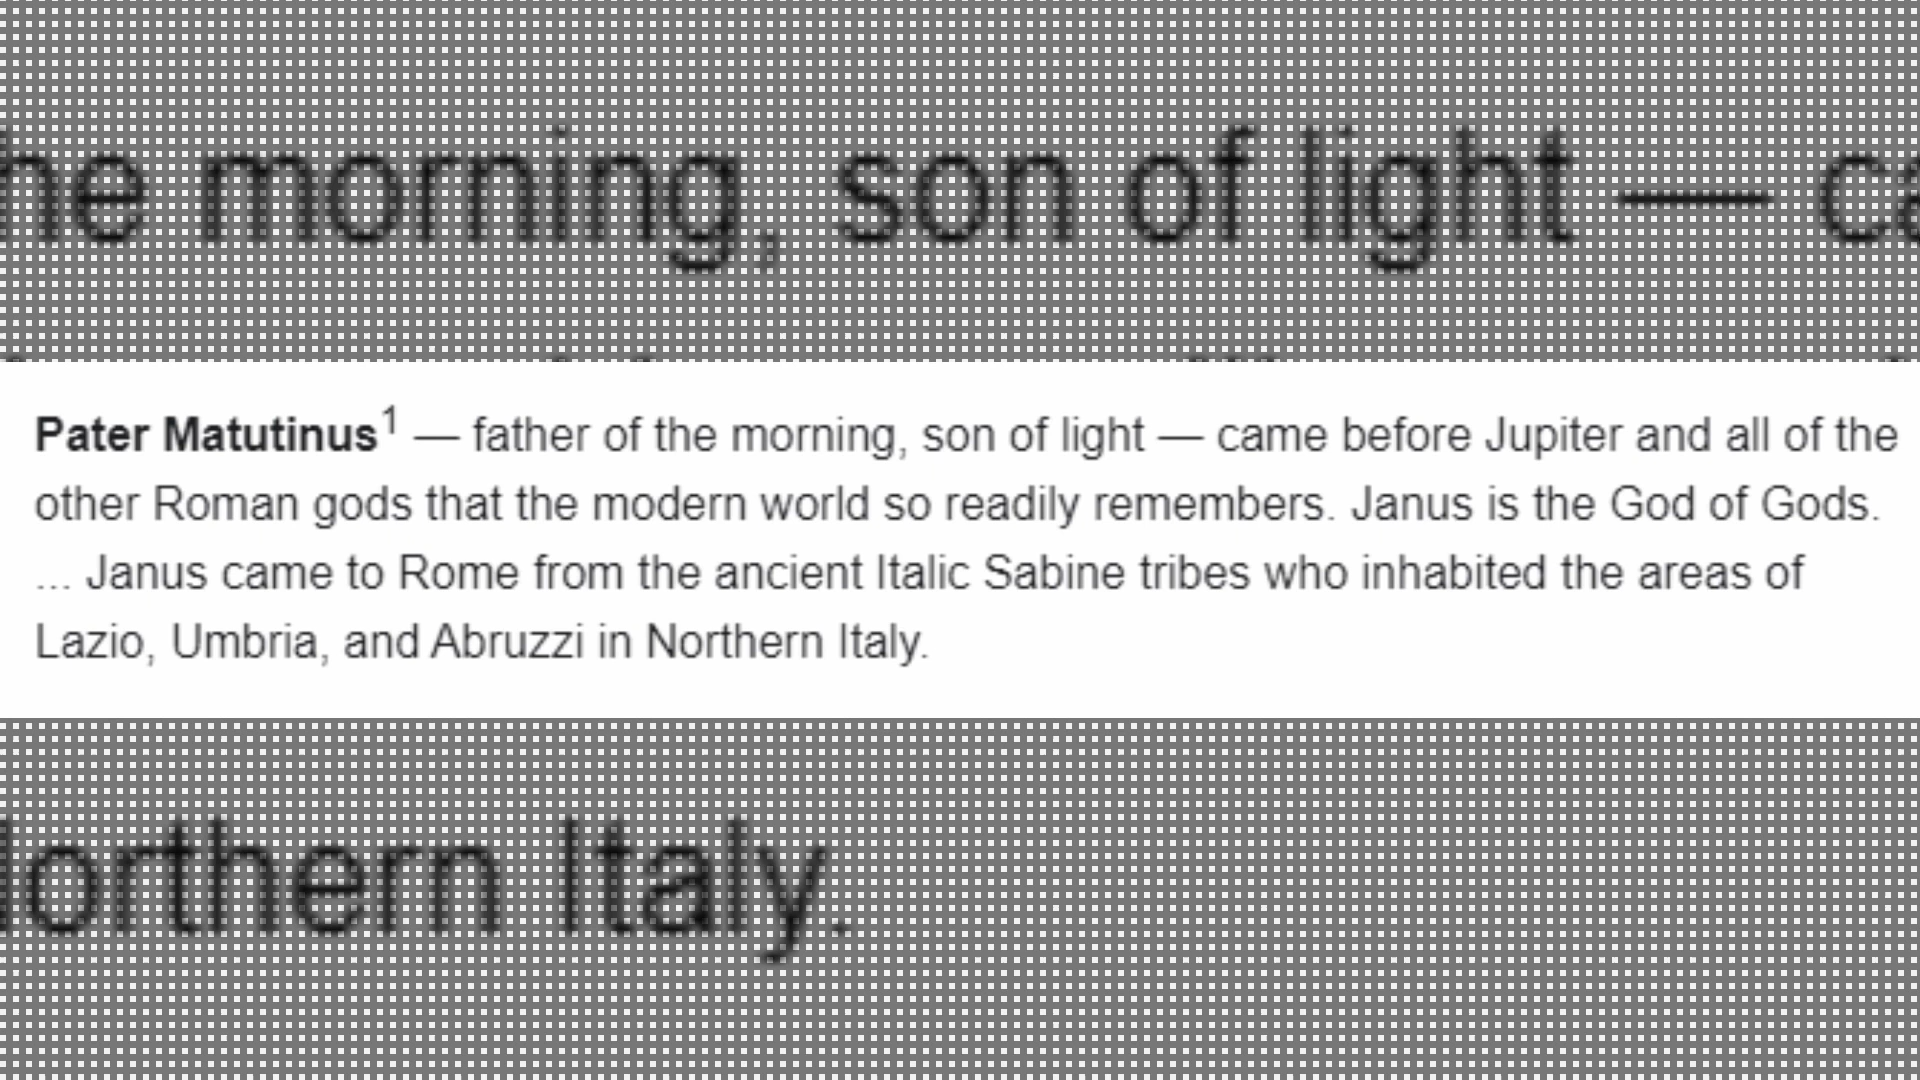 he morning, son of light — ca
Pater Matutinus¹ — father of the morning, son of light — came before Jupiter and all of the
other Roman gods that the modern world so readily remembers. Janus is the God of Gods.
... Janus came to Rome from the ancient Italic Sabine tribes who inhabited the areas of
Lazio, Umbria, and Abruzzi in Northern Italy.
orthern Italy.